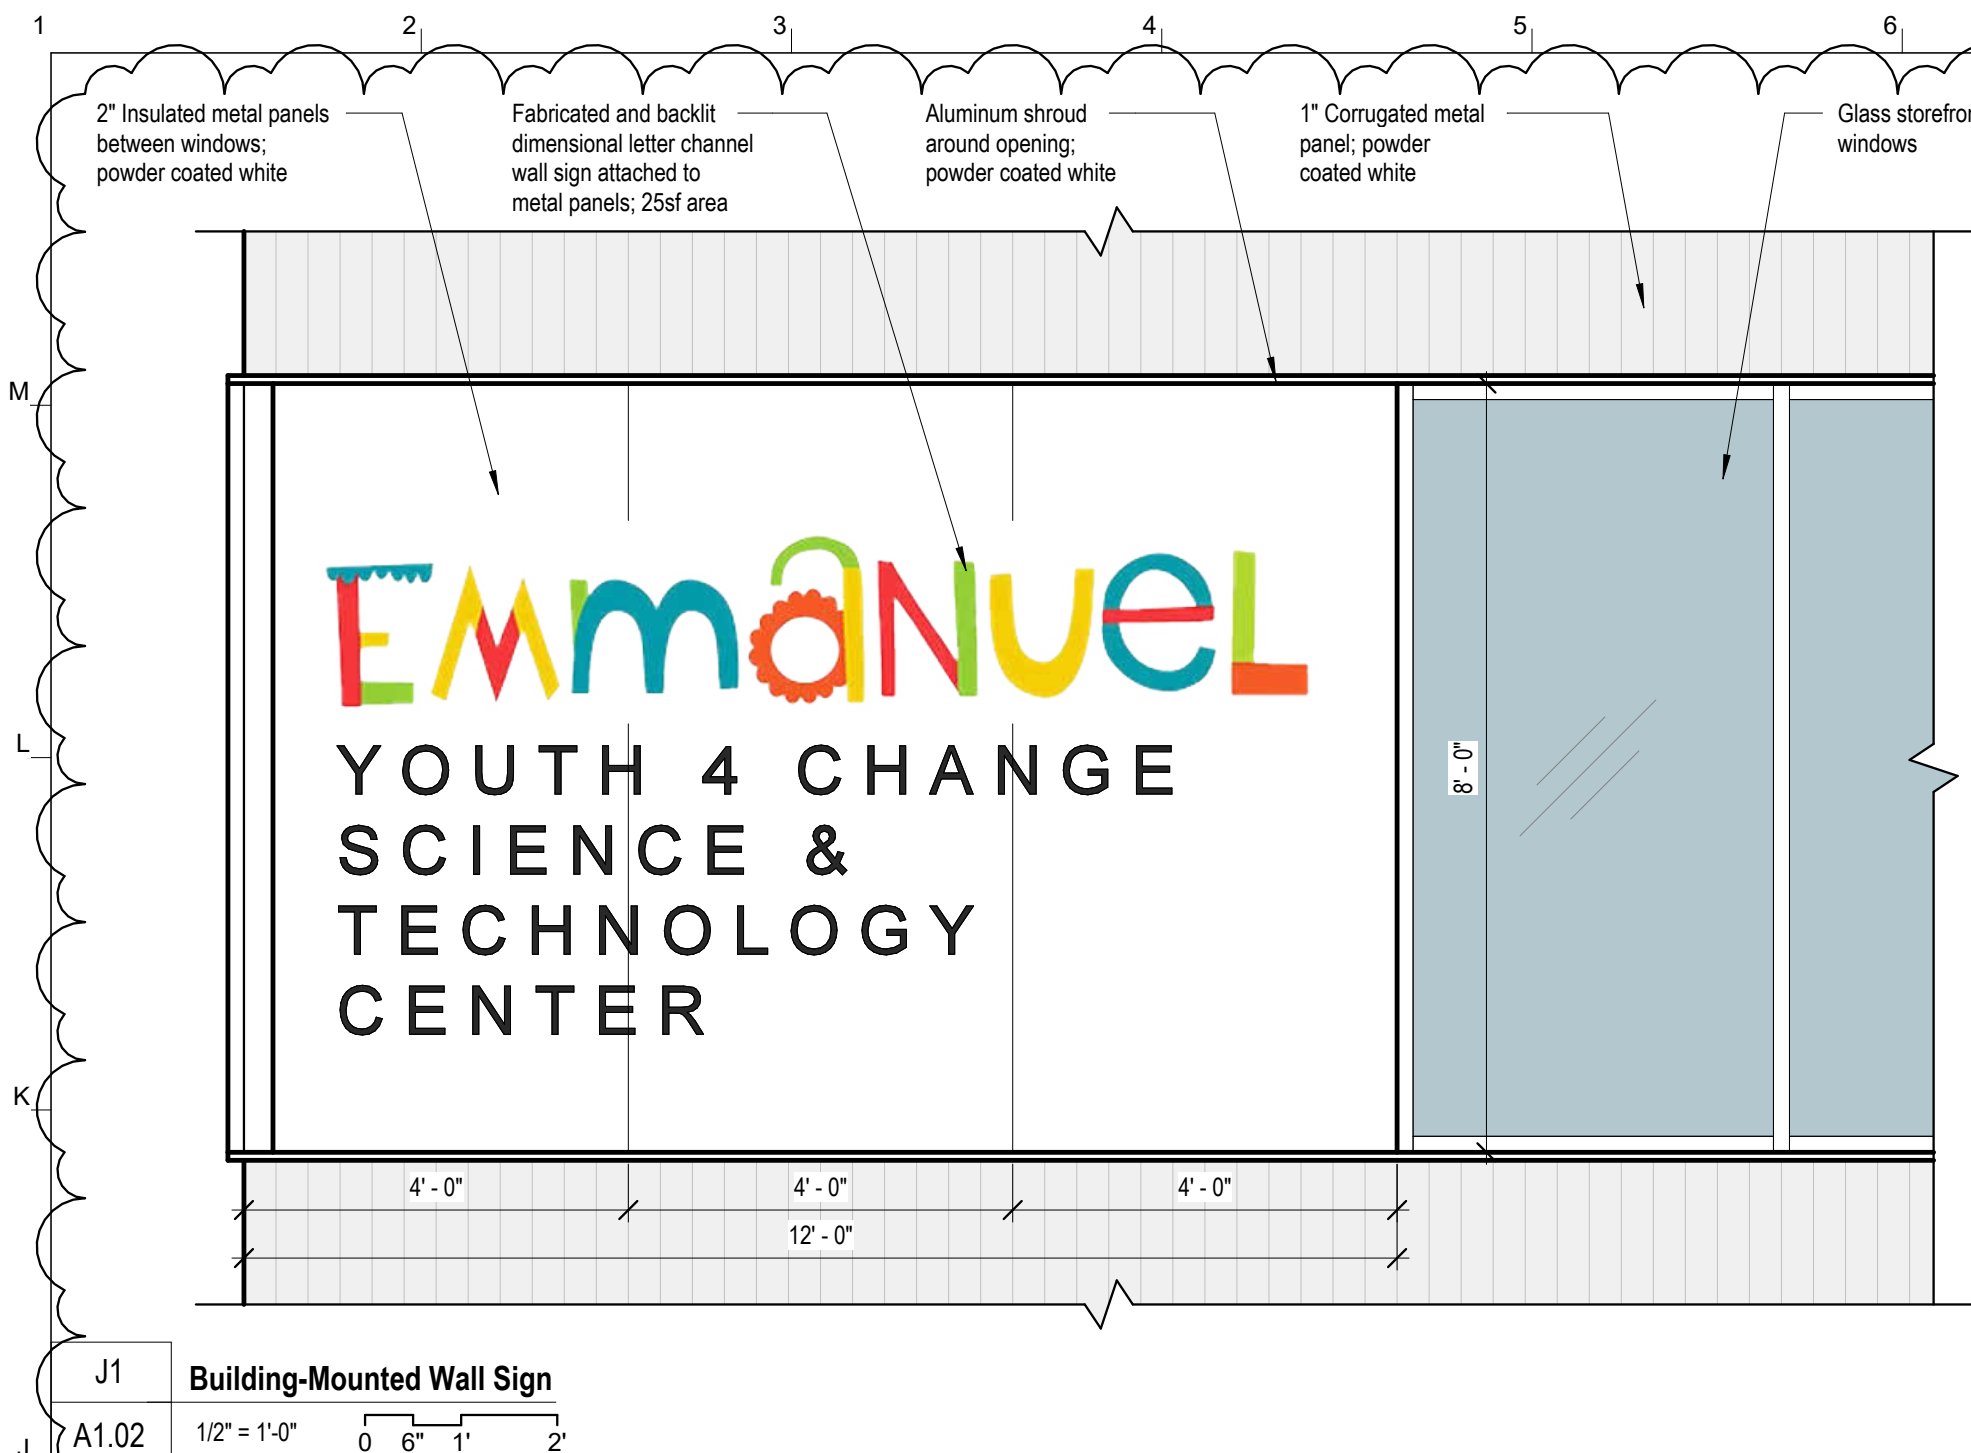 1 2 3 4 5 6
2" Insulated metal panels
between windows;
powder coated white
Fabricated and backlit
dimensional letter channel
wall sign attached to
metal panels; 25sf area
Aluminum shroud
around opening;
powder coated white
1" Corrugated metal
panel; powder
coated white
Glass storefron
windows
M
EmmaNUeL
L
YOUTH 4 CHANGE
8' - 0"
SCIENCE &
TECHNOLOGY
CENTER
K
4' - 0" 4' - 0" 4' - 0"
12' - 0"
J1
Building-Mounted Wall Sign
A1.02
1/2" = 1'-0"
0 6" 1' 2'
J